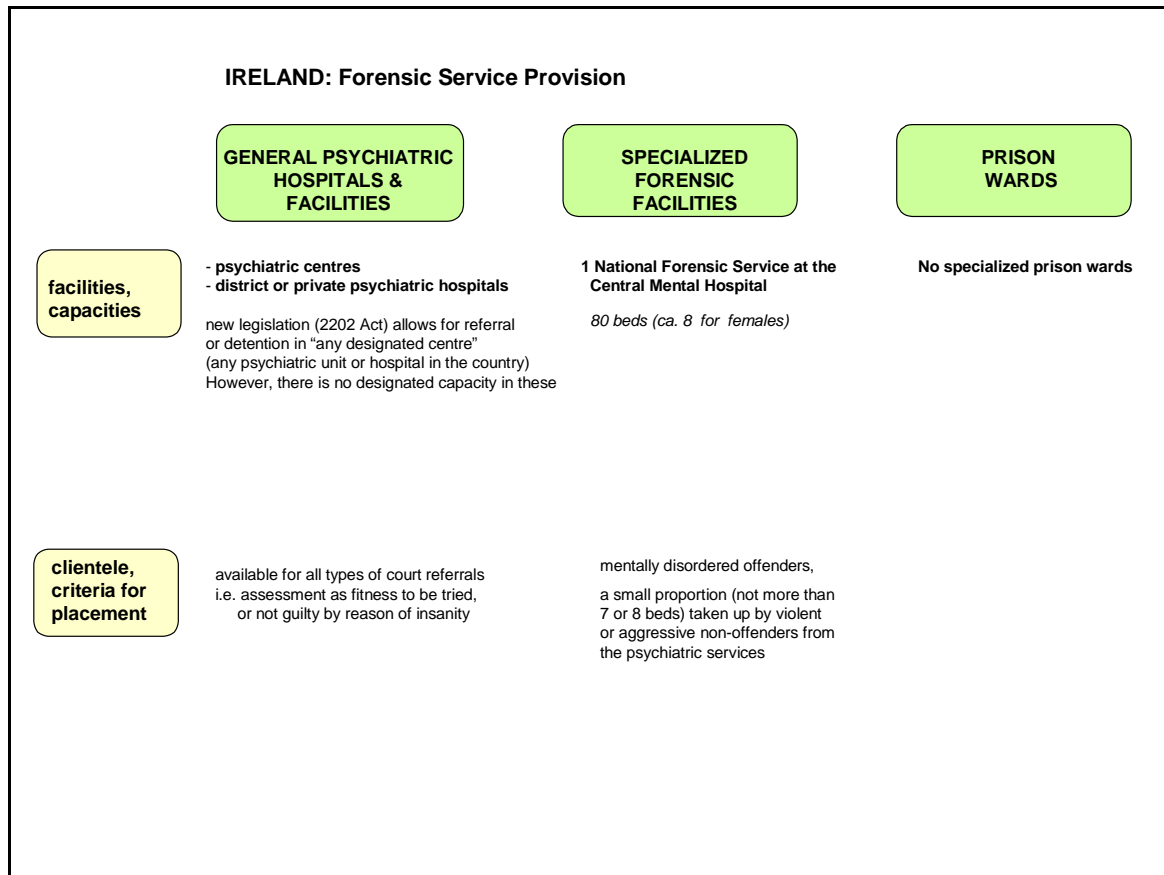 IRELAND: Forensic Service Provision
GENERAL PSYCHIATRIC
HOSPITALS &
FACILITIES
SPECIALIZED
FORENSIC
FACILITIES
PRISON
WARDS
facilities,
capacities
- psychiatric centres
- district or private psychiatric hospitals
new legislation (2202 Act) allows for referral
or detention in “any designated centre”
(any psychiatric unit or hospital in the country)
However, there is no designated capacity in these
1 National Forensic Service at the
Central Mental Hospital
80 beds (ca. 8 for females)
No specialized prison wards
clientele,
criteria for
placement
available for all types of court referrals
i.e. assessment as fitness to be tried,
or not guilty by reason of insanity
mentally disordered offenders,
a small proportion (not more than
7 or 8 beds) taken up by violent
or aggressive non-offenders from
the psychiatric services